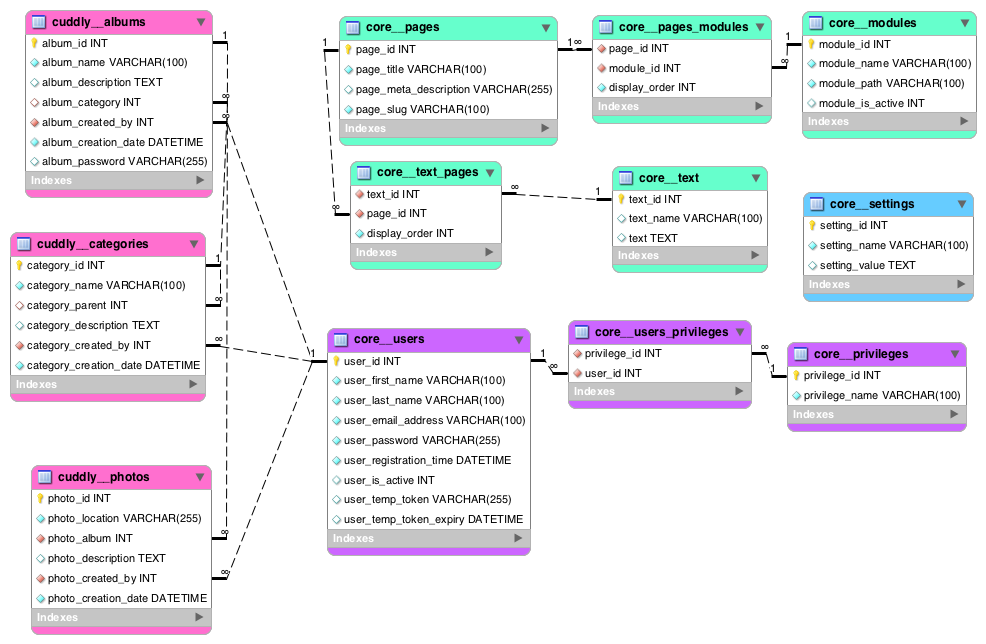 cuddly__albums
album_id INT
album_name VARCHAR(100)
album_description TEXT
album_category INT
album_created_by INT
album_creation_date DATETIME
album_password VARCHAR(255)
Indexes
1
∞
∞
core__pages
page_id INT
page_title VARCHAR(100)
page_meta_description VARCHAR(255)
page_slug VARCHAR(100)
Indexes
1
1
∞
core__pages_modules
page_id INT
module_id INT
display_order INT
Indexes
∞
1
core__modules
module_id INT
module_name VARCHAR(100)
module_path VARCHAR(100)
module_is_active INT
Indexes
core__text_pages
text_id INT
page_id INT
display_order INT
Indexes
∞
∞
1
core__text
text_id INT
text_name VARCHAR(100)
text TEXT
Indexes
core__settings
setting_id INT
setting_name VARCHAR(100)
setting_value TEXT
Indexes
cuddly__categories
category_id INT
category_name VARCHAR(100)
category_parent INT
category_description TEXT
category_created_by INT
category_creation_date DATETIME
Indexes
1
∞
∞
core__users
user_id INT
user_first_name VARCHAR(100)
user_last_name VARCHAR(100)
user_email_address VARCHAR(100)
user_password VARCHAR(255)
user_registration_time DATETIME
user_is_active INT
user_temp_token VARCHAR(255)
user_temp_token_expiry DATETIME
Indexes
1
1
∞
core__users_privileges
privilege_id INT
user_id INT
Indexes
∞
1
core__privileges
privilege_id INT
privilege_name VARCHAR(100)
Indexes
cuddly__photos
photo_id INT
photo_location VARCHAR(255)
photo_album INT
photo_description TEXT
photo_created_by INT
photo_creation_date DATETIME
Indexes
∞
∞